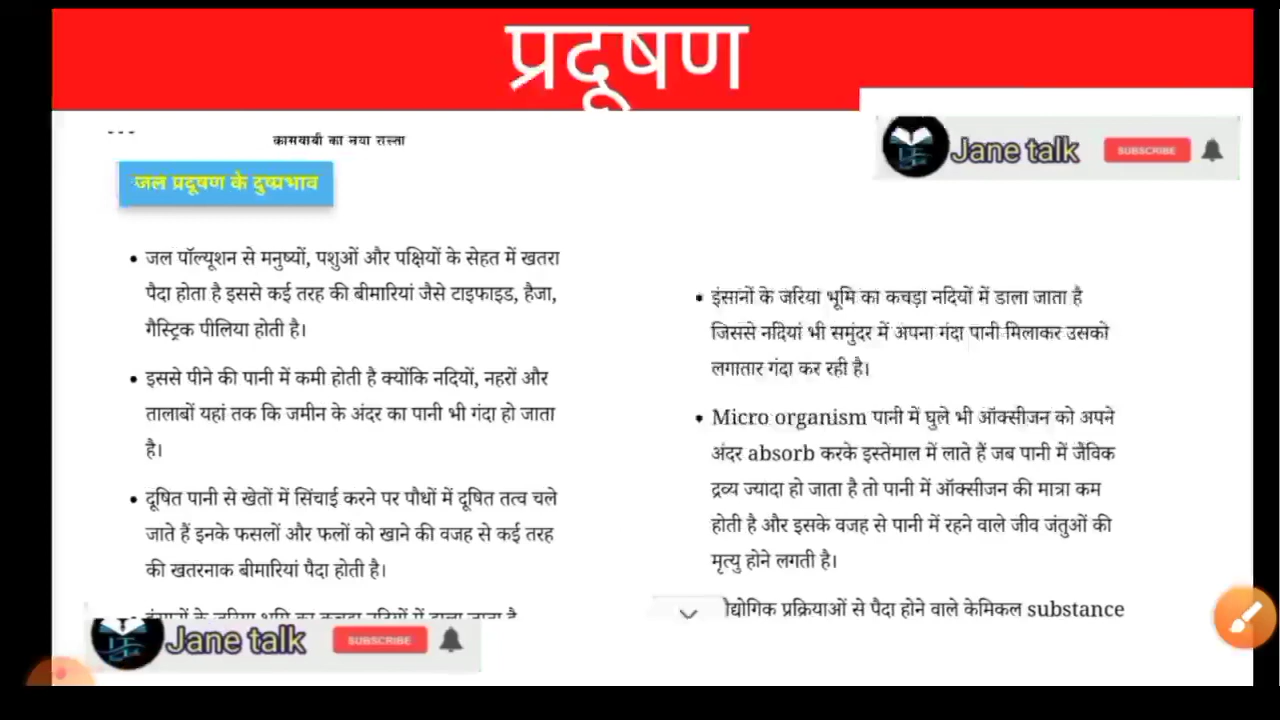 प्रदूषण
कामयाबी का नया रास्ता
जल प्रदूषण के दुष्प्रभाव
• जल पॉल्यूशन से मनुष्यों, पशुओं और पक्षियों के सेहत में खतरा
पैदा होता है इससे कई तरह की बीमारियां जैसे टाइफाइड, हैजा,
गैस्ट्रिक पीलिया होती है।
• इससे पीने की पानी में कमी होती है क्योंकि नदियों, नहरों और
तालाबों यहां तक कि जमीन के अंदर का पानी भी गंदा हो जाता
है।
• दूषित पानी से खेतों में सिंचाई करने पर पौधों में दूषित तत्व चले
जाते हैं इनके फसलों और फलों को खाने की वजह से कई तरह
की खतरनाक बीमारियां पैदा होती है।
इंसानों के जरिया भूमि का कचड़ा नदियों में डाला जाता है
Jane talk SUBSCRIBE
Jane talk SUBSCRIBE
• इंसानों के जरिया भूमि का कचड़ा नदियों में डाला जाता है
जिससे नदियां भी समुंदर में अपना गंदा पानी मिलाकर उसको
लगातार गंदा कर रही है।
• Micro organism पानी में घुले भी ऑक्सीजन को अपने
अंदर absorb करके इस्तेमाल में लाते हैं जब पानी में जैविक
द्रव्य ज्यादा हो जाता है तो पानी में ऑक्सीजन की मात्रा कम
होती है और इसके वजह से पानी में रहने वाले जीव जंतुओं की
मृत्यु होने लगती है।
प्रक्रियाओं से पैदा होने वाले केमिकल substance